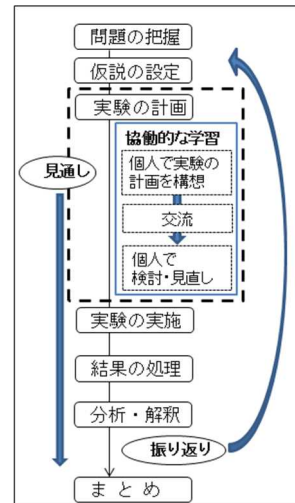 問題の把握
仮説の設定
実験の計画
協働的な学習
個人で実験の
計画を構想
交流
個人で
検討・見直し
見通し
実験の実施
結果の処理
分析・解釈
振り返り
まとめ